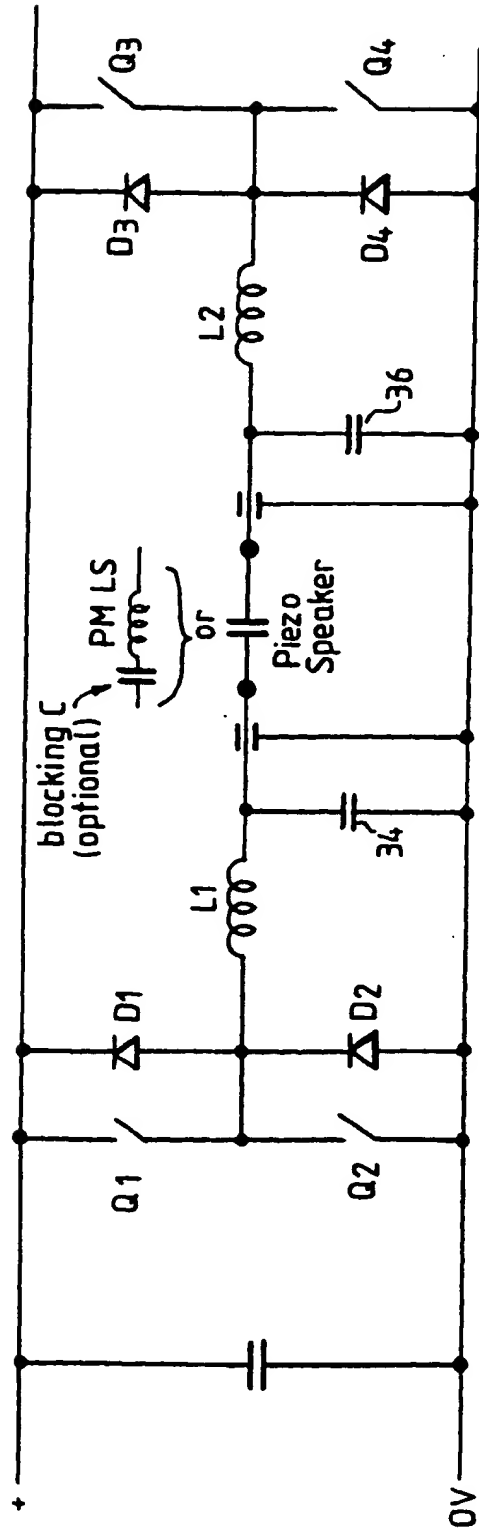 +
0V
Q1
D1
Q2
D2
L1
34
blocking C
(optional)
PM LS
or
Piezo
Speaker
36
L2
D3
Q3
D4
Q4